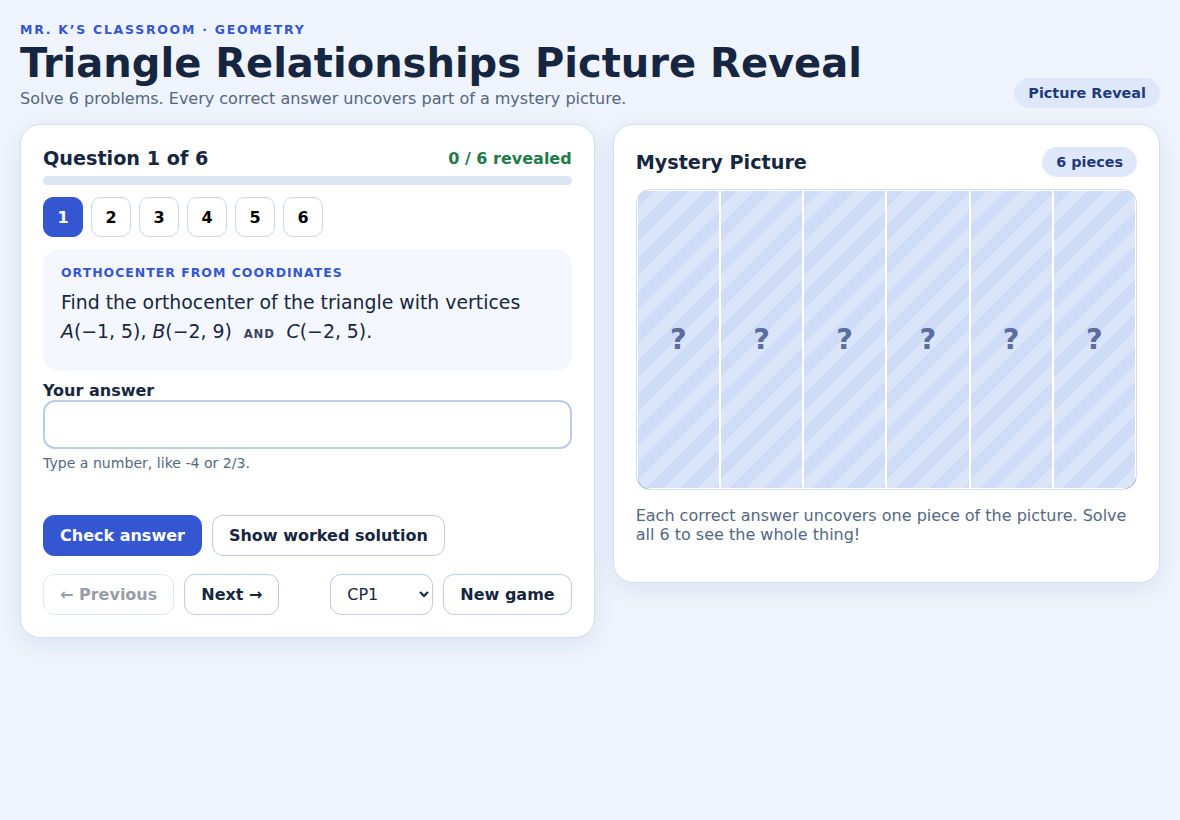 MR. K’S CLASSROOM · GEOMETRY
Triangle Relationships Picture Reveal
Solve 6 problems. Every correct answer uncovers part of a mystery picture.
Picture Reveal
Question 1 of 6
0 / 6 revealed
1 2 3 4 5 6
ORTHOCENTER FROM COORDINATES
Find the orthocenter of the triangle with vertices
A(−1, 5), B(−2, 9) AND C(−2, 5).
Your answer
Type a number, like -4 or 2/3.
Check answer
Show worked solution
← Previous
Next →
CP1
New game
Mystery Picture
6 pieces
? ? ? ? ? ?
Each correct answer uncovers one piece of the picture. Solve
all 6 to see the whole thing!